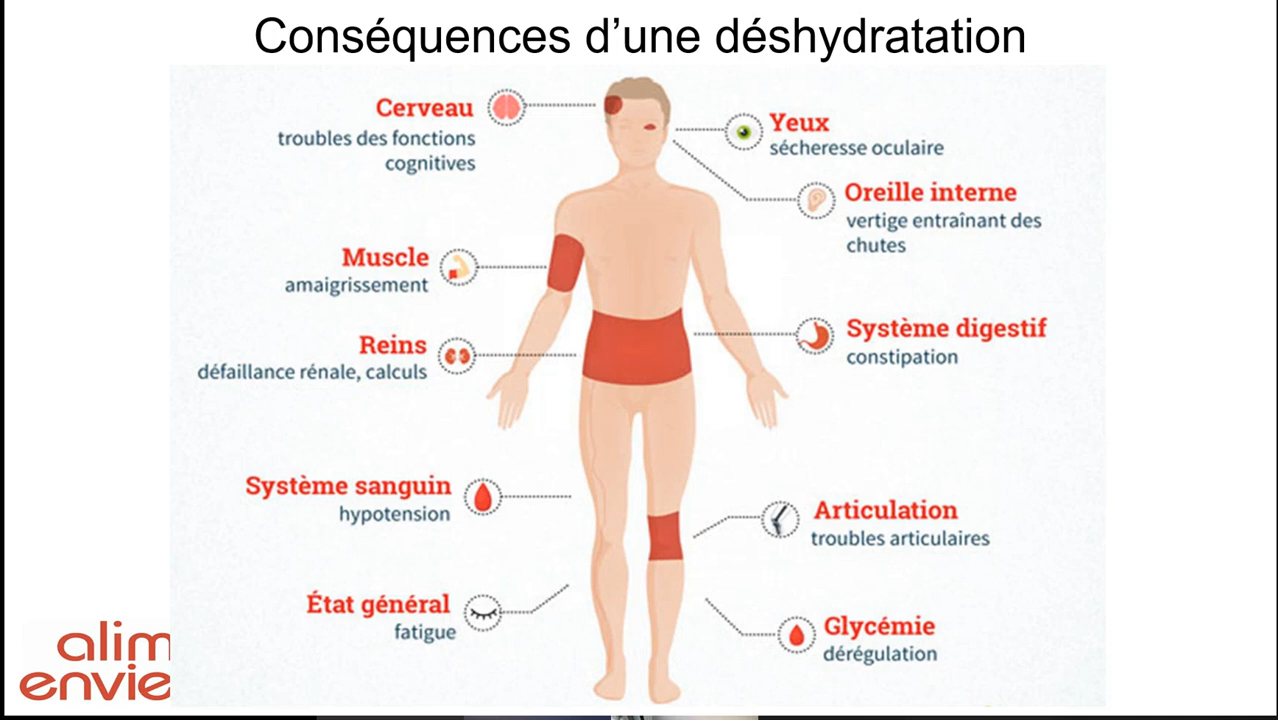 Conséquences d’une déshydratation
Cerveau
troubles des fonctions
cognitives
Yeux
sécheresse oculaire
Oreille interne
vertige entraînant des
chutes
Muscle
amaigrissement
Reins
défaillance rénale, calculs
Système digestif
constipation
Système sanguin
hypotension
Articulation
troubles articulaires
État général
fatigue
Glycémie
dérégulation
alim
envie